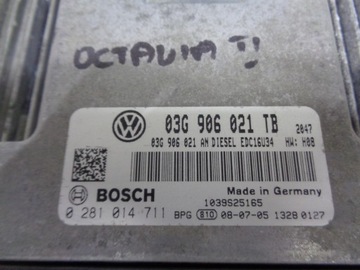 OCTAVIA II
03G 906 021 TB 2047
03G 906 021 AN DIESEL EDC16U34 HW: H08
BOSCH
Made in Germany
1039S25165
0 281 014 711
BPG 810 08-07-05 1328 0127